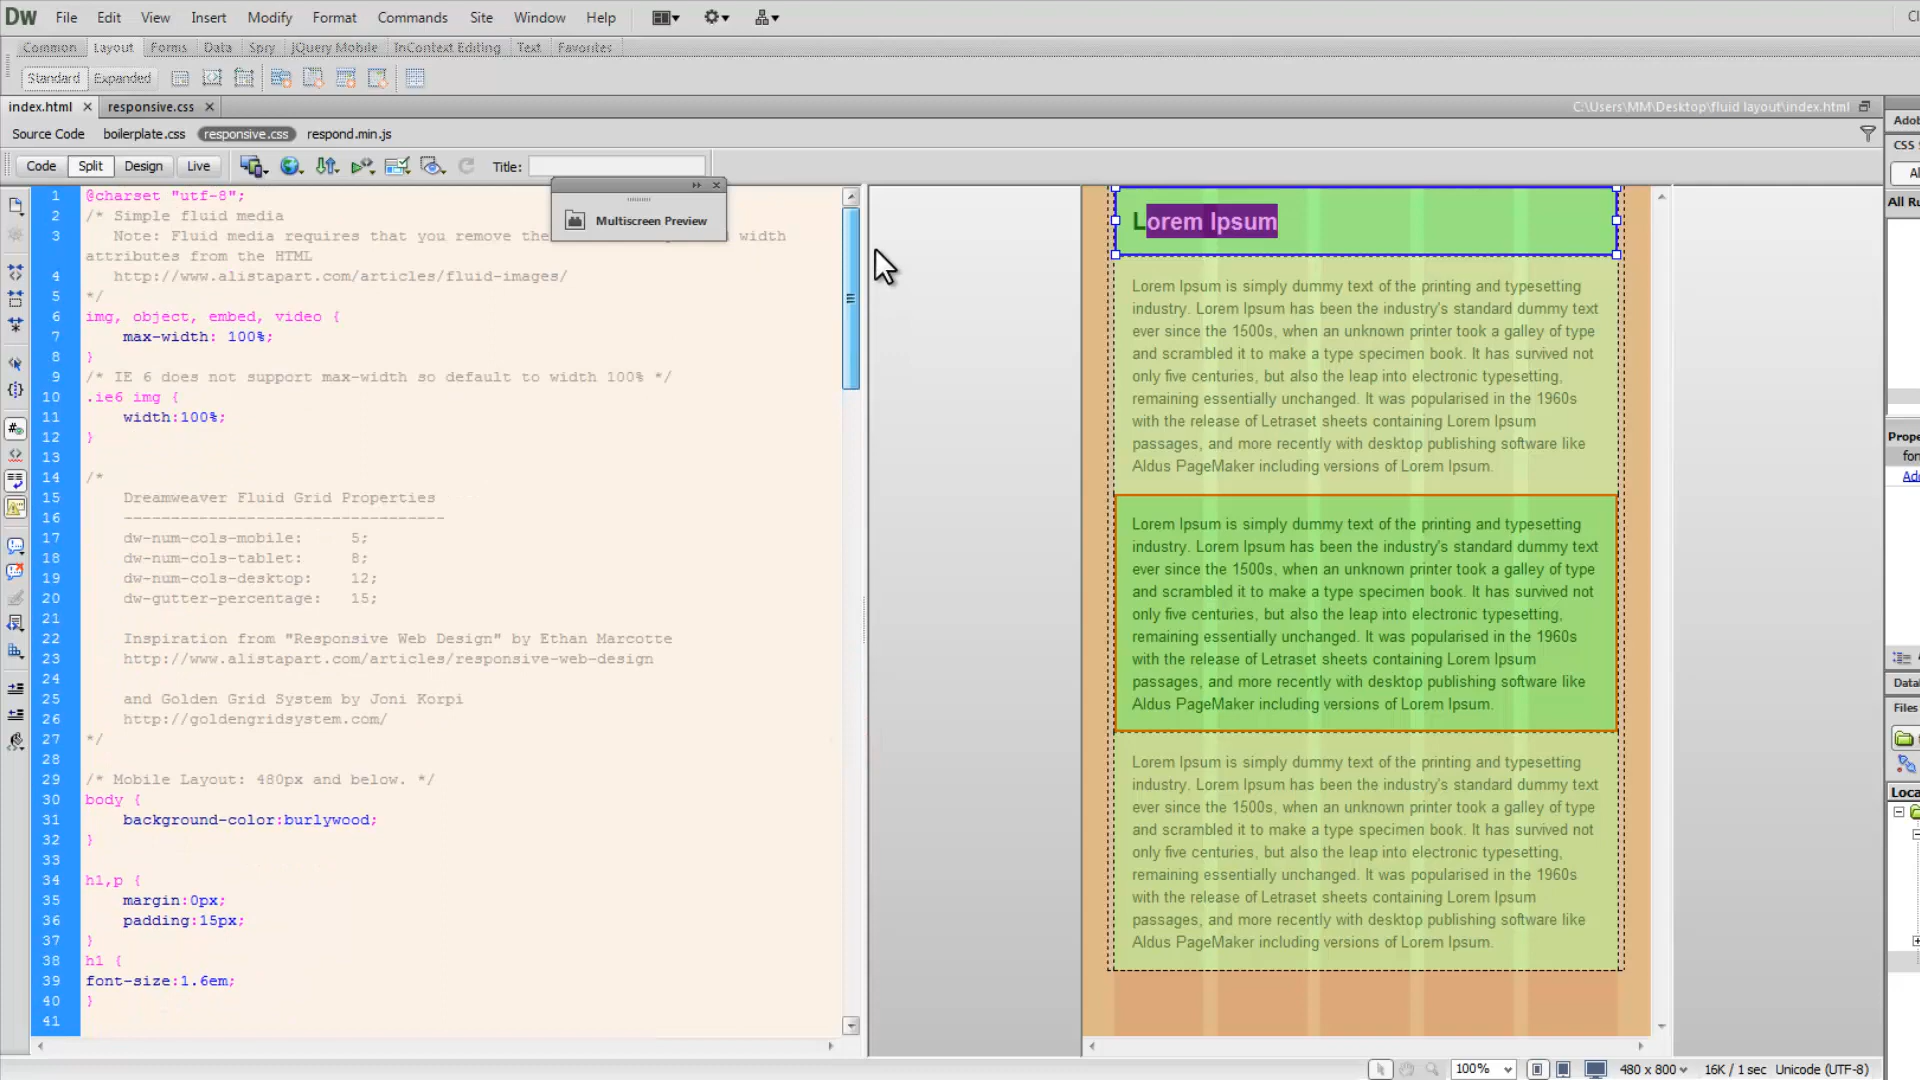 Dw File Edit View Insert Modify Format Commands Site Window Help
Common Layout Forms Data Spry jQuery Mobile InContext Editing Text Favorites
Standard Expanded
index.html responsive.css C:\Users\MM\Desktop\fluid layout\index.html
Source Code boilerplate.css responsive.css respond.min.js
Code Split Design Live Title:
Multiscreen Preview
1 @charset "utf-8";
2 /* Simple fluid media
3 Note: Fluid media requires that you remove the width
attributes from the HTML
4 http://www.alistapart.com/articles/fluid-images/
5 */
6 img, object, embed, video {
7 max-width: 100%;
8 }
9 /* IE 6 does not support max-width so default to width 100% */
10 .ie6 img {
11 width:100%;
12 }
13
14 /*
15 Dreamweaver Fluid Grid Properties
16 ----------------------------------
17 dw-num-cols-mobile: 5;
18 dw-num-cols-tablet: 8;
19 dw-num-cols-desktop: 12;
20 dw-gutter-percentage: 15;
21
22 Inspiration from "Responsive Web Design" by Ethan Marcotte
23 http://www.alistapart.com/articles/responsive-web-design
24
25 and Golden Grid System by Joni Korpi
26 http://goldengridsystem.com/
27 */
28
29 /* Mobile Layout: 480px and below. */
30 body {
31 background-color:burlywood;
32 }
33
34 h1,p {
35 margin:0px;
36 padding:15px;
37 }
38 h1 {
39 font-size:1.6em;
40 }
41
Lorem Ipsum
Lorem Ipsum is simply dummy text of the printing and typesetting
industry. Lorem Ipsum has been the industry's standard dummy text
ever since the 1500s, when an unknown printer took a galley of type
and scrambled it to make a type specimen book. It has survived not
only five centuries, but also the leap into electronic typesetting,
remaining essentially unchanged. It was popularised in the 1960s
with the release of Letraset sheets containing Lorem Ipsum
passages, and more recently with desktop publishing software like
Aldus PageMaker including versions of Lorem Ipsum.
Lorem Ipsum is simply dummy text of the printing and typesetting
industry. Lorem Ipsum has been the industry's standard dummy text
ever since the 1500s, when an unknown printer took a galley of type
and scrambled it to make a type specimen book. It has survived not
only five centuries, but also the leap into electronic typesetting,
remaining essentially unchanged. It was popularised in the 1960s
with the release of Letraset sheets containing Lorem Ipsum
passages, and more recently with desktop publishing software like
Aldus PageMaker including versions of Lorem Ipsum.
Lorem Ipsum is simply dummy text of the printing and typesetting
industry. Lorem Ipsum has been the industry's standard dummy text
ever since the 1500s, when an unknown printer took a galley of type
and scrambled it to make a type specimen book. It has survived not
only five centuries, but also the leap into electronic typesetting,
remaining essentially unchanged. It was popularised in the 1960s
with the release of Letraset sheets containing Lorem Ipsum
passages, and more recently with desktop publishing software like
Aldus PageMaker including versions of Lorem Ipsum.
Adob
CSS
Al
All Ru
Prope
fon
Add
Data
Files
Loca
100% 480 x 800 16K / 1 sec Unicode (UTF-8)